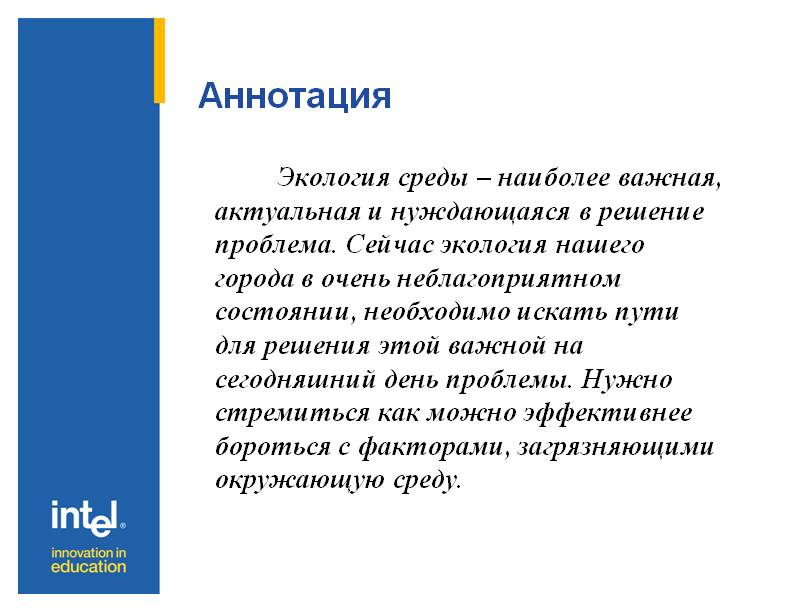 Аннотация
Экология среды – наиболее важная,
актуальная и нуждающаяся в решение
проблема. Сейчас экология нашего
города в очень неблагоприятном
состоянии, необходимо искать пути
для решения этой важной на
сегодняшний день проблемы. Нужно
стремиться как можно эффективнее
бороться с факторами, загрязняющими
окружающую среду.
intel®
innovation in
education